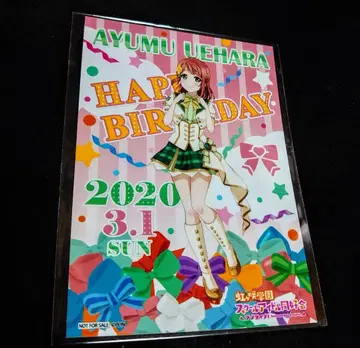 AYUMU UEHARA
HAPPY
BIRTHDAY
2020
3.1
SUN
虹ヶ咲学園
スクールアイドル同好会
NOT FOR SALE